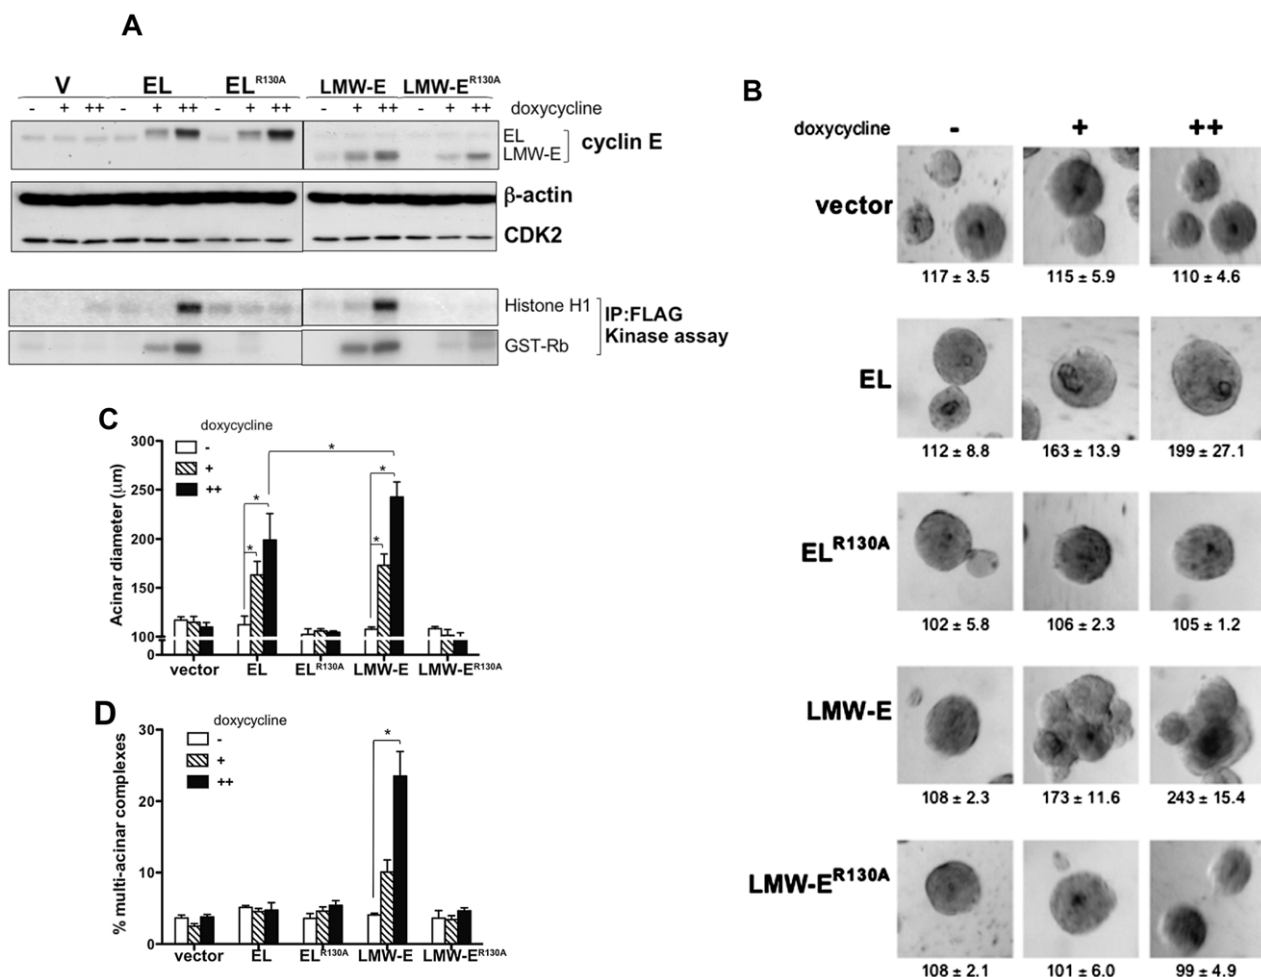 A
V EL EL^R130A LMW-E LMW-E^R130A
- + ++ - + ++ - + ++ - + ++ - + ++ doxycycline
EL
LMW-E
cyclin E
β-actin
CDK2
Histone H1
GST-Rb
IP:FLAG
Kinase assay
B
doxycycline - + ++
vector
117 ± 3.5 115 ± 5.9 110 ± 4.6
EL
112 ± 8.8 163 ± 13.9 199 ± 27.1
EL^R130A
102 ± 5.8 106 ± 2.3 105 ± 1.2
LMW-E
108 ± 2.3 173 ± 11.6 243 ± 15.4
LMW-E^R130A
108 ± 2.1 101 ± 6.0 99 ± 4.9
C
doxycycline
-
+
++
Acinar diameter (μm)
300
250
200
150
100
0
* * * * *
vector EL EL^R130A LMW-E LMW-E^R130A
D
doxycycline
-
+
++
% multi-acinar complexes
30
20
10
0
*
vector EL EL^R130A LMW-E LMW-E^R130A